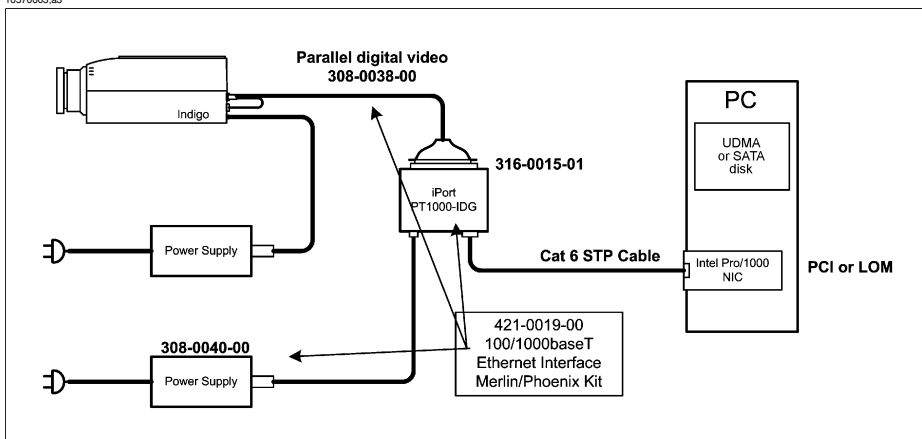 Parallel digital video
308-0038-00
Indigo
PC
UDMA
or SATA
disk
316-0015-01
iPort
PT1000-IDG
Power Supply
Cat 6 STP Cable
Intel Pro/1000
NIC
PCI or LOM
421-0019-00
100/1000baseT
Ethernet Interface
Merlin/Phoenix Kit
308-0040-00
Power Supply